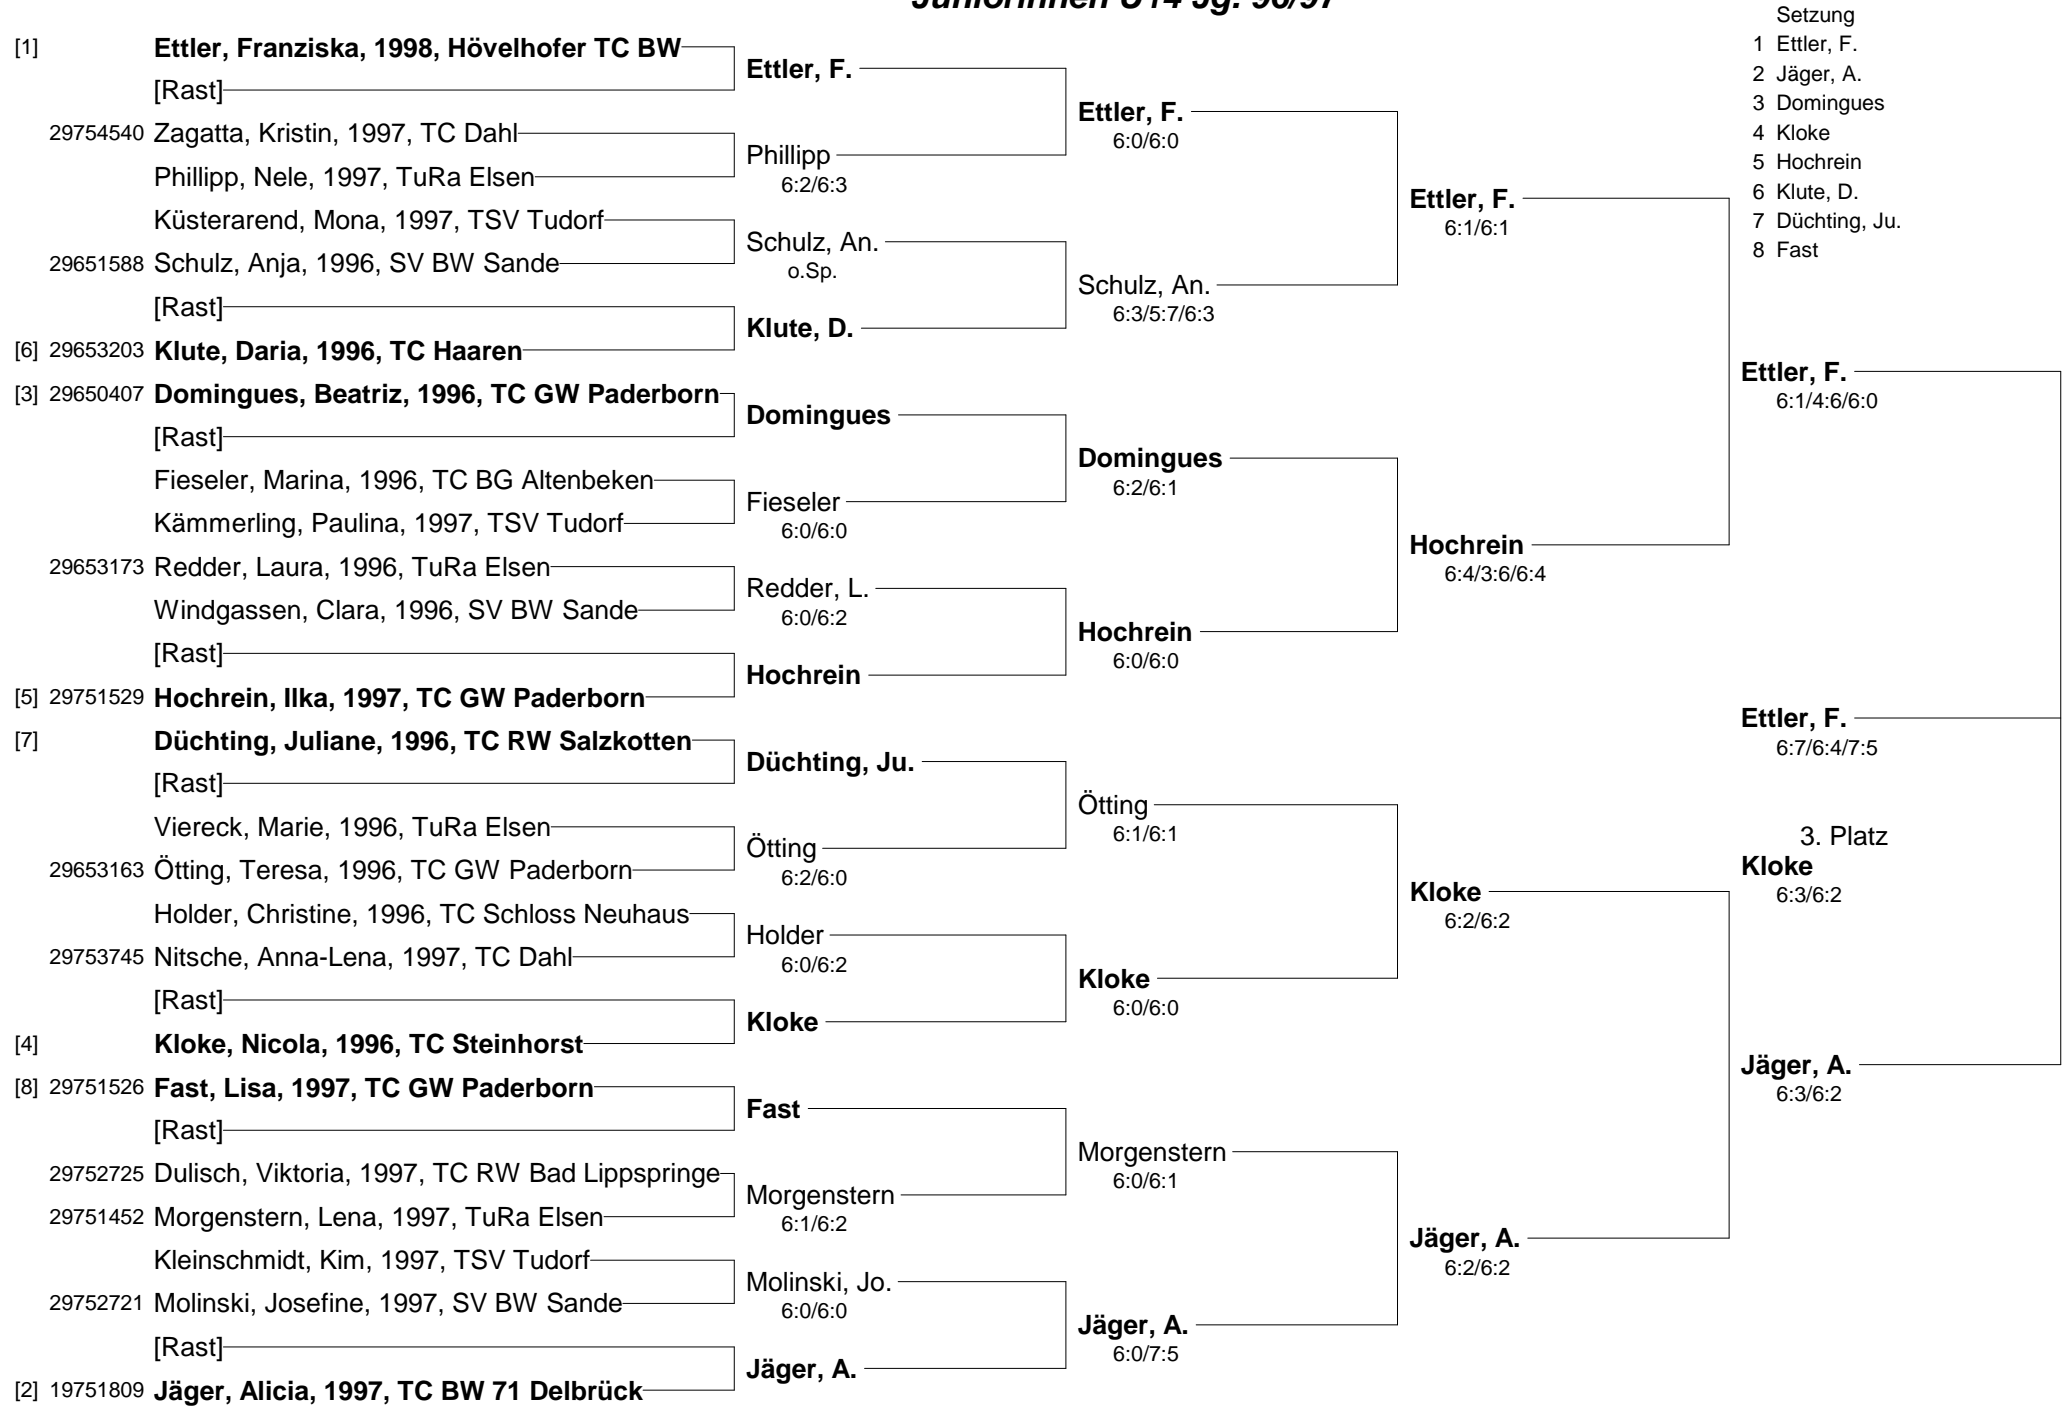 Juniorinnen U14 Jg. 96/97
Setzung
1 Ettler, F.
2 Jäger, A.
3 Domingues
4 Kloke
5 Hochrein
6 Klute, D.
7 Düchting, Ju.
8 Fast
[1] Ettler, Franziska, 1998, Hövelhofer TC BW
[Rast]
29754540 Zagatta, Kristin, 1997, TC Dahl
Phillipp, Nele, 1997, TuRa Elsen
Küsterarend, Mona, 1997, TSV Tudorf
29651588 Schulz, Anja, 1996, SV BW Sande
[Rast]
[6] 29653203 Klute, Daria, 1996, TC Haaren
[3] 29650407 Domingues, Beatriz, 1996, TC GW Paderborn
[Rast]
Fieseler, Marina, 1996, TC BG Altenbeken
Kämmerling, Paulina, 1997, TSV Tudorf
29653173 Redder, Laura, 1996, TuRa Elsen
Windgassen, Clara, 1996, SV BW Sande
[Rast]
[5] 29751529 Hochrein, Ilka, 1997, TC GW Paderborn
[7] Düchting, Juliane, 1996, TC RW Salzkotten
[Rast]
Viereck, Marie, 1996, TuRa Elsen
29653163 Ötting, Teresa, 1996, TC GW Paderborn
Holder, Christine, 1996, TC Schloss Neuhaus
29753745 Nitsche, Anna-Lena, 1997, TC Dahl
[Rast]
[4] Kloke, Nicola, 1996, TC Steinhorst
[8] 29751526 Fast, Lisa, 1997, TC GW Paderborn
[Rast]
29752725 Dulisch, Viktoria, 1997, TC RW Bad Lippspringe
29751452 Morgenstern, Lena, 1997, TuRa Elsen
Kleinschmidt, Kim, 1997, TSV Tudorf
29752721 Molinski, Josefine, 1997, SV BW Sande
[Rast]
[2] 19751809 Jäger, Alicia, 1997, TC BW 71 Delbrück
Ettler, F.
Phillipp
6:2/6:3
Schulz, An.
o.Sp.
Klute, D.
Domingues
Fieseler
6:0/6:0
Redder, L.
6:0/6:2
Hochrein
Düchting, Ju.
Ötting
6:2/6:0
Holder
6:0/6:2
Kloke
Fast
Morgenstern
6:1/6:2
Molinski, Jo.
6:0/6:0
Jäger, A.
Ettler, F.
6:0/6:0
Schulz, An.
6:3/5:7/6:3
Domingues
6:2/6:1
Hochrein
6:0/6:0
Ötting
6:1/6:1
Kloke
6:0/6:0
Morgenstern
6:0/6:1
Jäger, A.
6:0/7:5
Ettler, F.
6:1/6:1
Hochrein
6:4/3:6/6:4
Kloke
6:2/6:2
Jäger, A.
6:2/6:2
Ettler, F.
6:1/4:6/6:0
Ettler, F.
6:7/6:4/7:5
3. Platz
Kloke
6:3/6:2
Jäger, A.
6:3/6:2